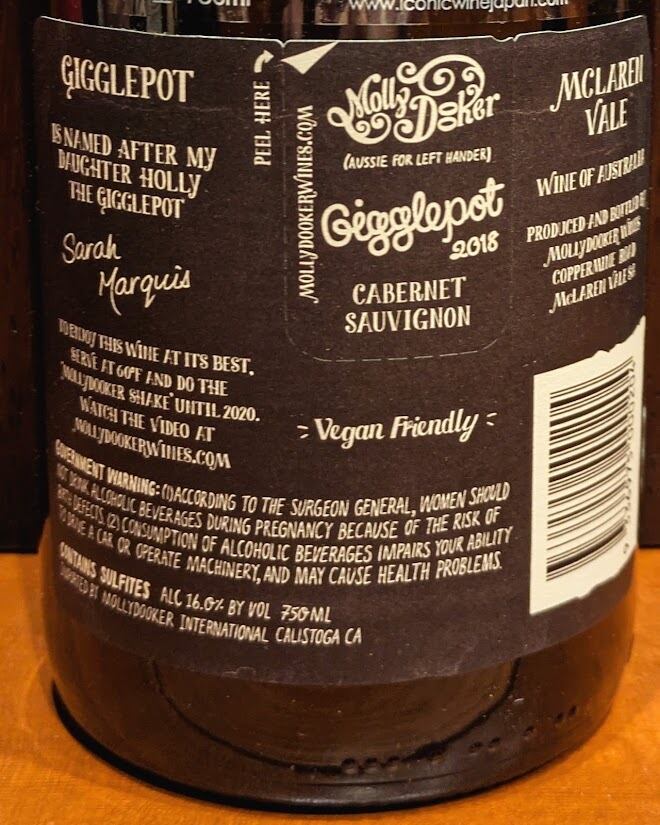 750ml
www.iconicwinejapan.com
GIGGLEPOT
IS NAMED AFTER MY
DAUGHTER HOLLY
THE GIGGLEPOT
Sarah
Marquis
TO ENJOY THIS WINE AT ITS BEST,
SERVE AT 60°F AND DO THE
'MOLLYDOOKER SHAKE' UNTIL 2020.
WATCH THE VIDEO AT
MOLLYDOOKERWINES.COM
PEEL HERE
MOLLYDOOKERWINES.COM
Molly
Dooker
(AUSSIE FOR LEFT HANDER)
Gigglepot
2018
CABERNET
SAUVIGNON
Vegan Friendly
MCLAREN
VALE
WINE OF AUSTRALIA
PRODUCED AND BOTTLED BY
MOLLYDOOKER WINES
COPPERMINE ROAD
MCLAREN VALE SA
GOVERNMENT WARNING: (1) ACCORDING TO THE SURGEON GENERAL, WOMEN SHOULD
NOT DRINK ALCOHOLIC BEVERAGES DURING PREGNANCY BECAUSE OF THE RISK OF
BIRTH DEFECTS. (2) CONSUMPTION OF ALCOHOLIC BEVERAGES IMPAIRS YOUR ABILITY
TO DRIVE A CAR OR OPERATE MACHINERY, AND MAY CAUSE HEALTH PROBLEMS.
CONTAINS SULFITES ALC 16.0% BY VOL 750ML
IMPORTED BY MOLLYDOOKER INTERNATIONAL CALISTOGA CA